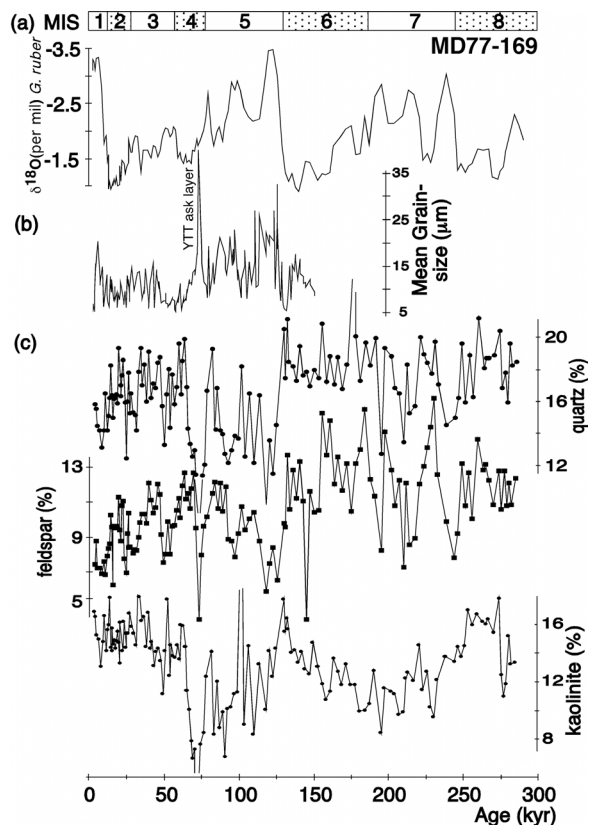 (a) MIS 1 2 3 4 5 6 7 8
MD77-169
-3.5
-2.5
-1.5
δ18O(per mil) G. ruber
YTT ask layer
(b)
35
25
15
5
Mean Grain-
size (μm)
(c)
20
16
12
quartz (%)
13
9
5
feldspar (%)
16
12
8
kaolinite (%)
0 50 100 150 200 250 300
Age (kyr)